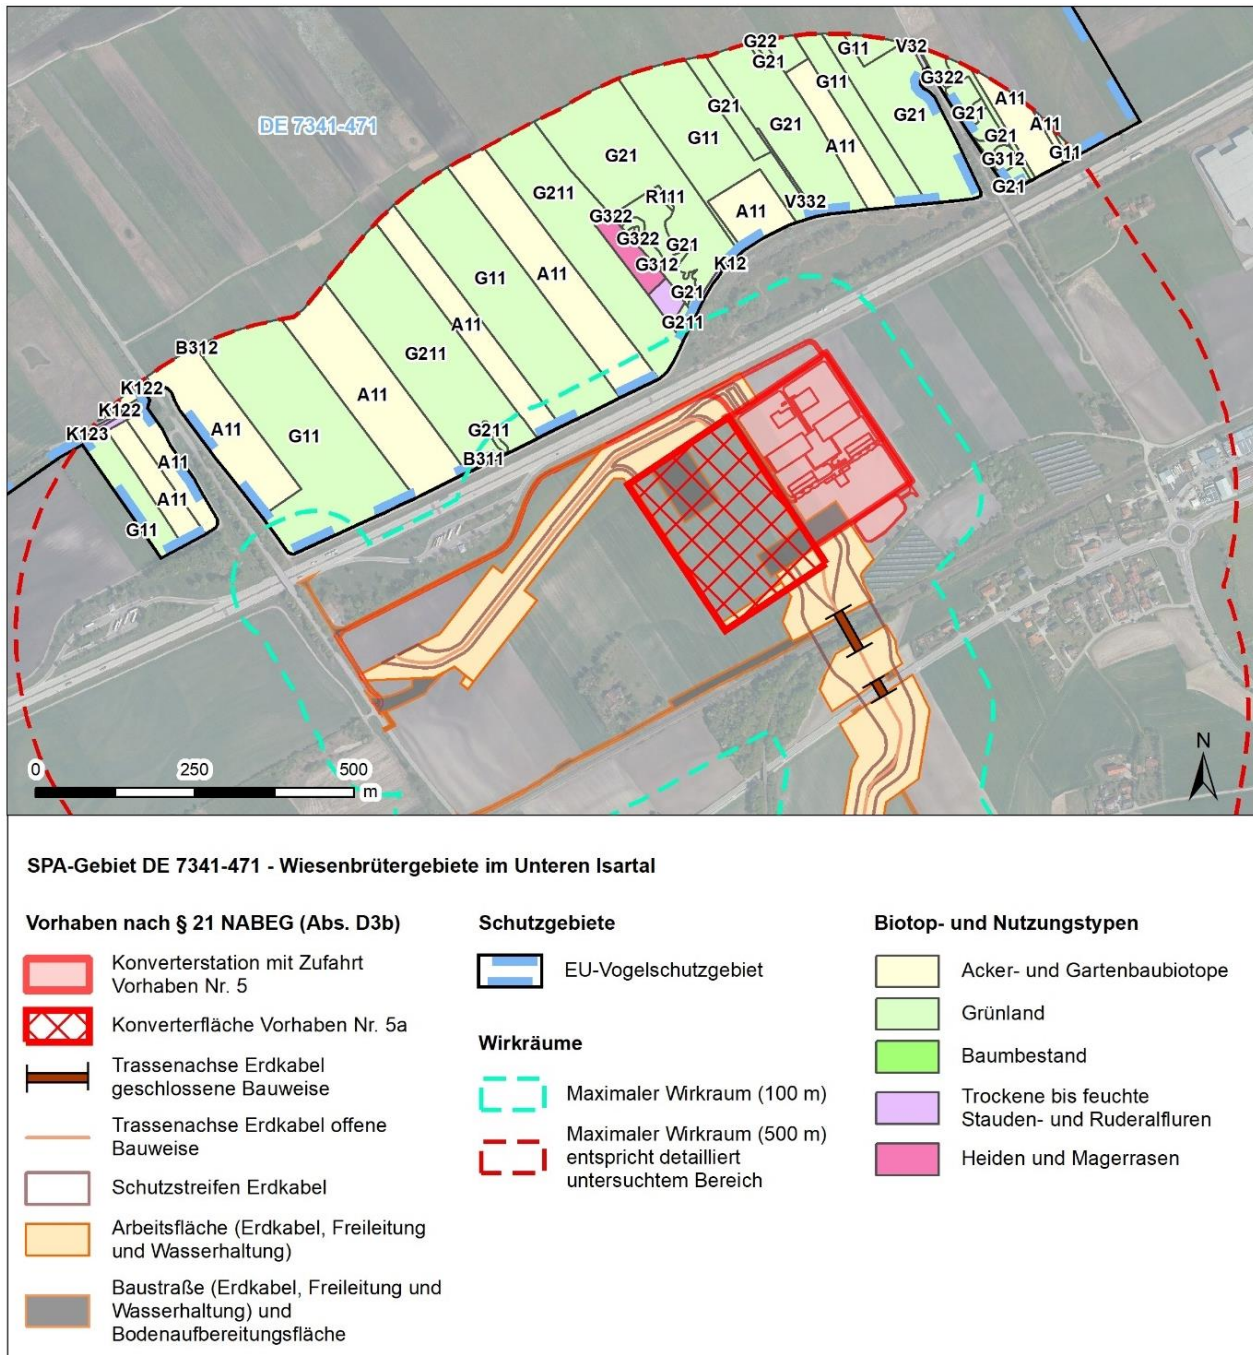 G22
G21
G11
V32
G322
G11
A11
DE 7341-471
G21
G21
G21
G21
A11
G21
G11
A11
G21
G312
G11
G21
G211
R111
V332
G322
A11
G322
G21
G312
K12
G11
A11
G21
G211
A11
B312
G211
K122
A11
K122
A11
G211
K123
G11
B311
A11
A11
G11
0 250 500
m
N
SPA-Gebiet DE 7341-471 - Wiesenbrütergebiete im Unteren Isartal
Vorhaben nach § 21 NABEG (Abs. D3b)
Konverterstation mit Zufahrt
Vorhaben Nr. 5
Konverterfläche Vorhaben Nr. 5a
Trassenachse Erdkabel
geschlossene Bauweise
Trassenachse Erdkabel offene
Bauweise
Schutzstreifen Erdkabel
Arbeitsfläche (Erdkabel, Freileitung
und Wasserhaltung)
Baustraße (Erdkabel, Freileitung und
Wasserhaltung) und
Bodenaufbereitungsfläche
Schutzgebiete
EU-Vogelschutzgebiet
Wirkräume
Maximaler Wirkraum (100 m)
Maximaler Wirkraum (500 m)
entspricht detailliert
untersuchtem Bereich
Biotop- und Nutzungstypen
Acker- und Gartenbaubiotope
Grünland
Baumbestand
Trockene bis feuchte
Stauden- und Ruderalfluren
Heiden und Magerrasen